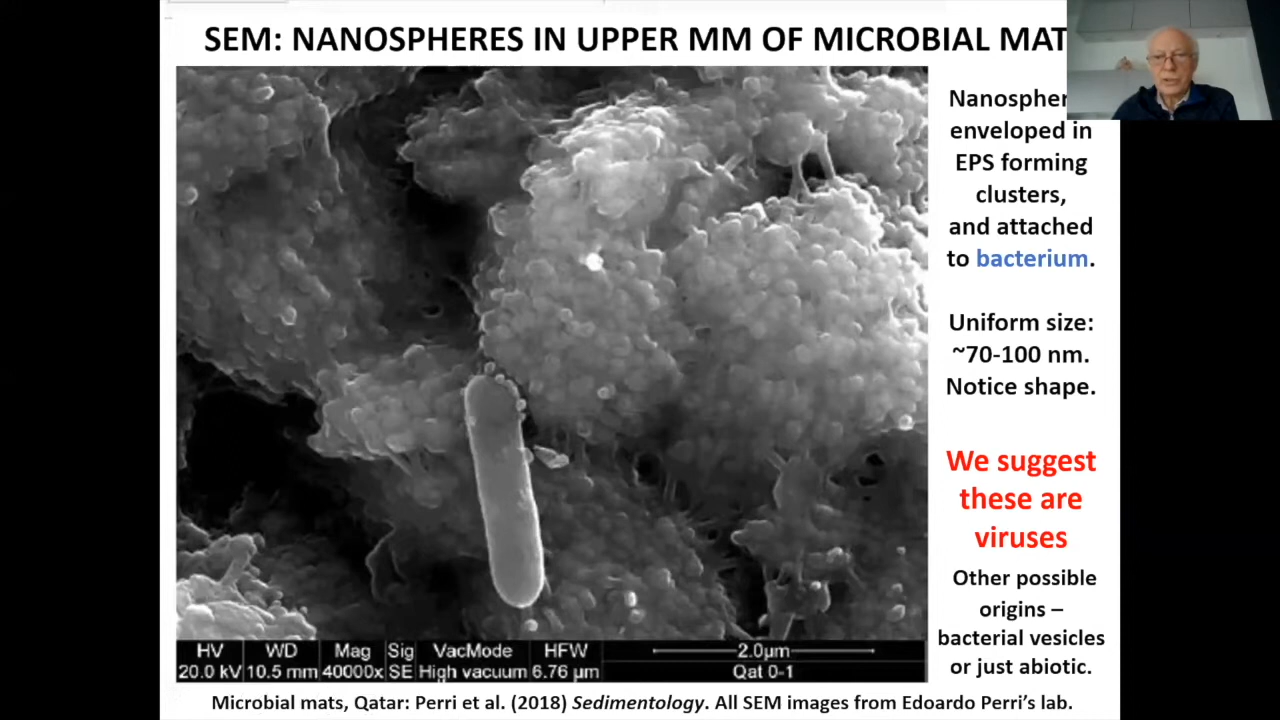 SEM: NANOSPHERES IN UPPER MM OF MICROBIAL MAT
enveloped in
EPS forming
clusters,
and attached
to bacterium.
Uniform size:
~70-100 nm.
Notice shape.
We suggest
these are
viruses
Other possible
origins –
bacterial vesicles
or just abiotic.
HV WD Mag Sig VacMode HFW 2.0µm
20.0 kV 10.5 mm 40000x SE High vacuum 6.76 µm Qat 0-1
Microbial mats, Qatar: Perri et al. (2018) Sedimentology. All SEM images from Edoardo Perri's lab.